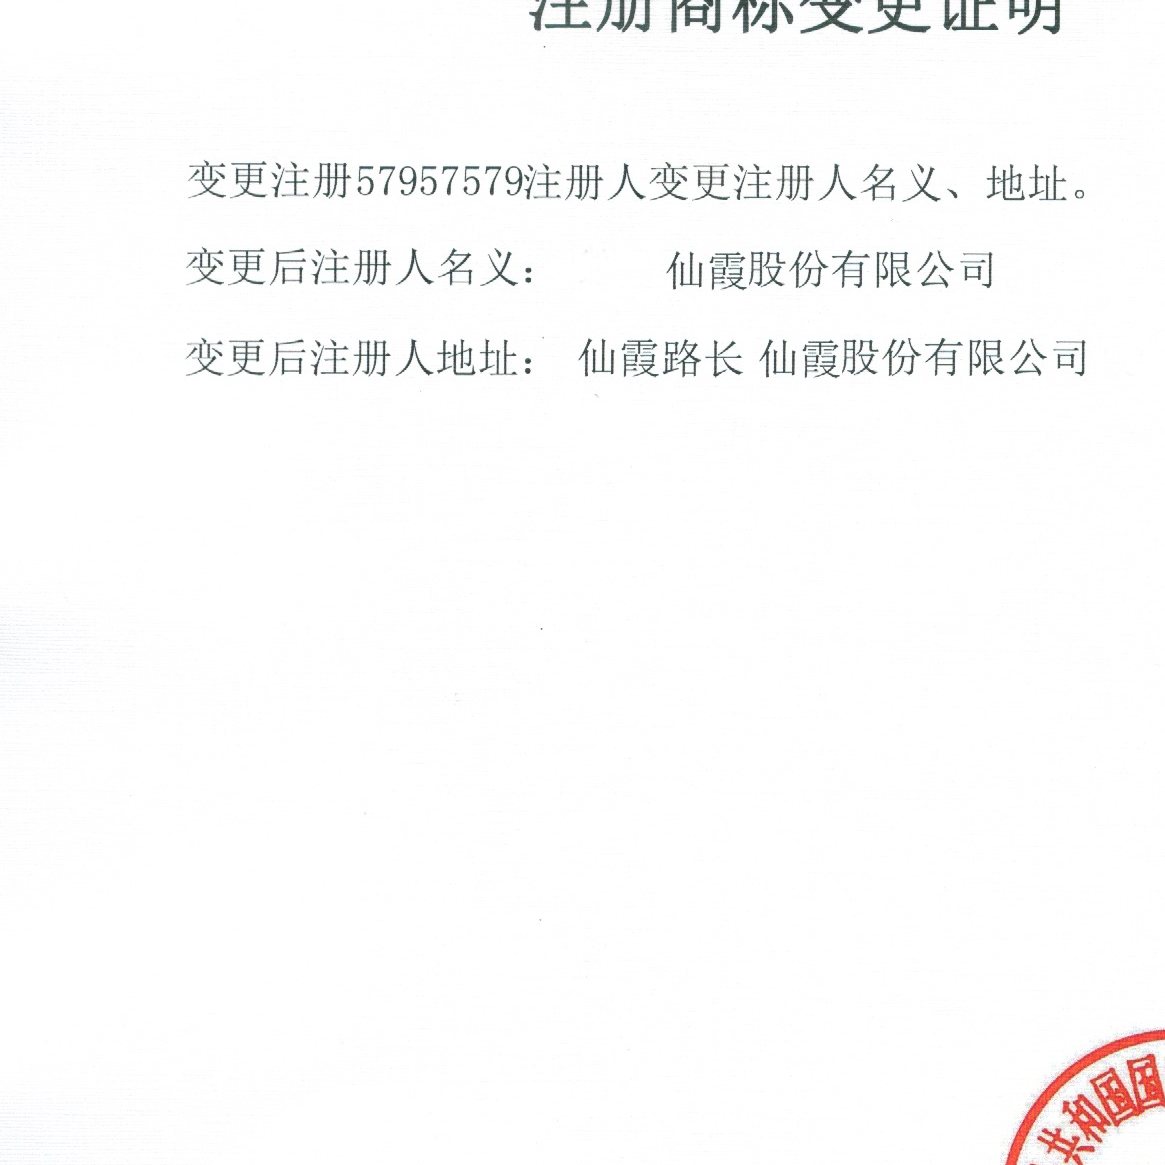 注册商标变更证明
变更注册57957579注册人变更注册人名义、地址。
变更后注册人名义： 仙霞股份有限公司
变更后注册人地址： 仙霞路长 仙霞股份有限公司
共和国国